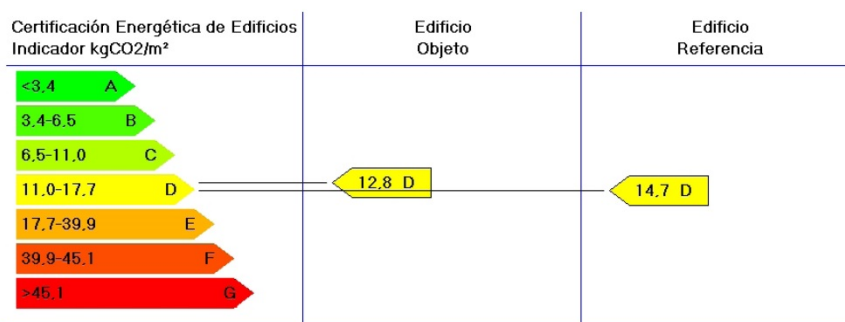 Certificación Energética de Edificios
Indicador kgCO2/m²
Edificio
Objeto
Edificio
Referencia
<3,4 A
3,4-6,5 B
6,5-11,0 C
11,0-17,7 D
12,8 D
14,7 D
17,7-39,9 E
39,9-45,1 F
>45,1 G